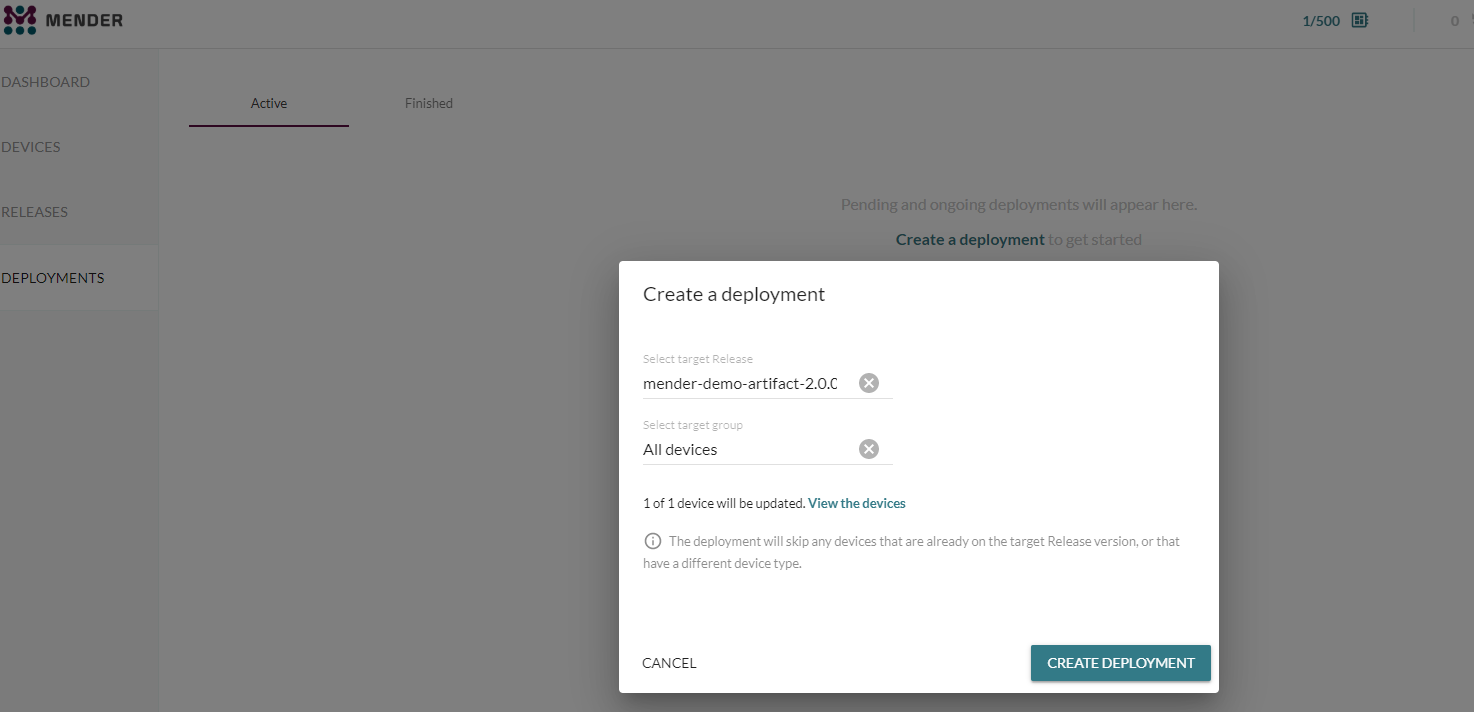 MENDER
1/500
0
DASHBOARD
Active
Finished
DEVICES
Pending and ongoing deployments will appear here.
RELEASES
Create a deployment to get started
DEPLOYMENTS
Create a deployment
Select target Release
mender-demo-artifact-2.0.0
Select target group
All devices
1 of 1 device will be updated. View the devices
The deployment will skip any devices that are already on the target Release version, or that
have a different device type.
CANCEL
CREATE DEPLOYMENT